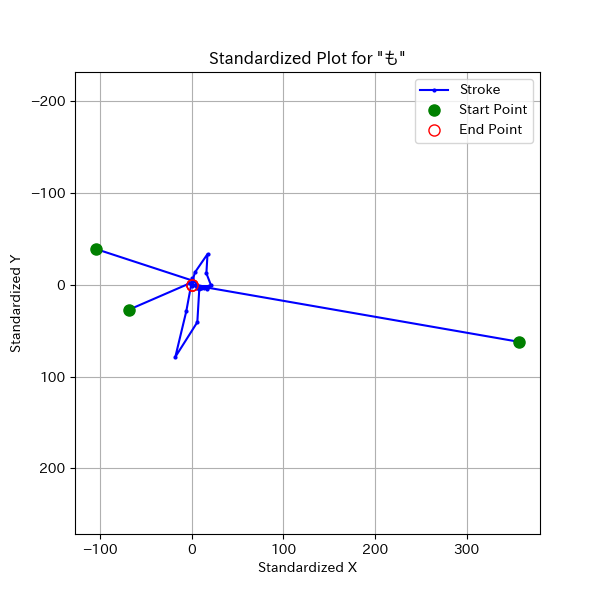 Standardized Plot for "も"
Stroke
Start Point
End Point
Standardized Y
−200
−100
0
100
200
−100 0 100 200 300
Standardized X